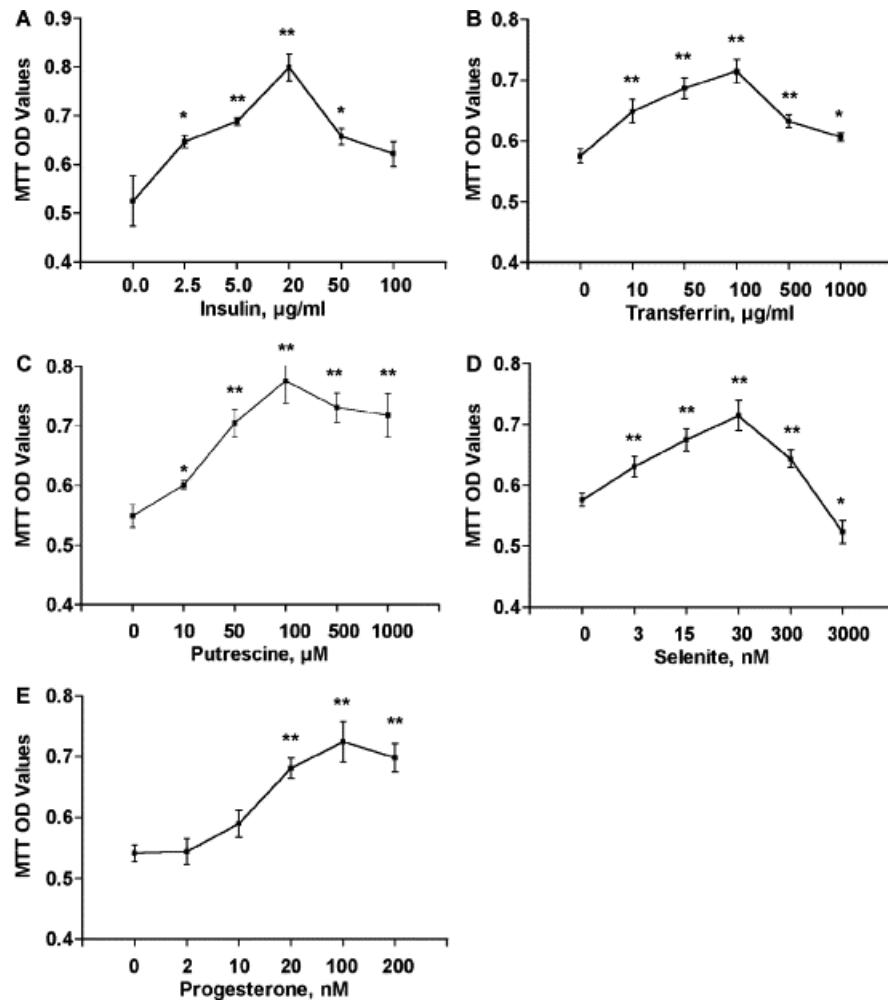 A
MTT OD Values
0.9
0.8
0.7
0.6
0.5
0.4
*
**
**
*
0.0 2.5 5.0 20 50 100
Insulin, µg/ml
B
MTT OD Values
0.8
0.7
0.6
0.5
0.4
**
**
**
**
*
0 10 50 100 500 1000
Transferrin, µg/ml
C
MTT OD Values
0.8
0.7
0.6
0.5
0.4
*
**
**
**
**
0 10 50 100 500 1000
Putrescine, µM
D
MTT OD Values
0.8
0.7
0.6
0.5
0.4
**
**
**
**
*
0 3 15 30 300 3000
Selenite, nM
E
MTT OD Values
0.8
0.7
0.6
0.5
0.4
**
**
**
0 2 10 20 100 200
Progesterone, nM